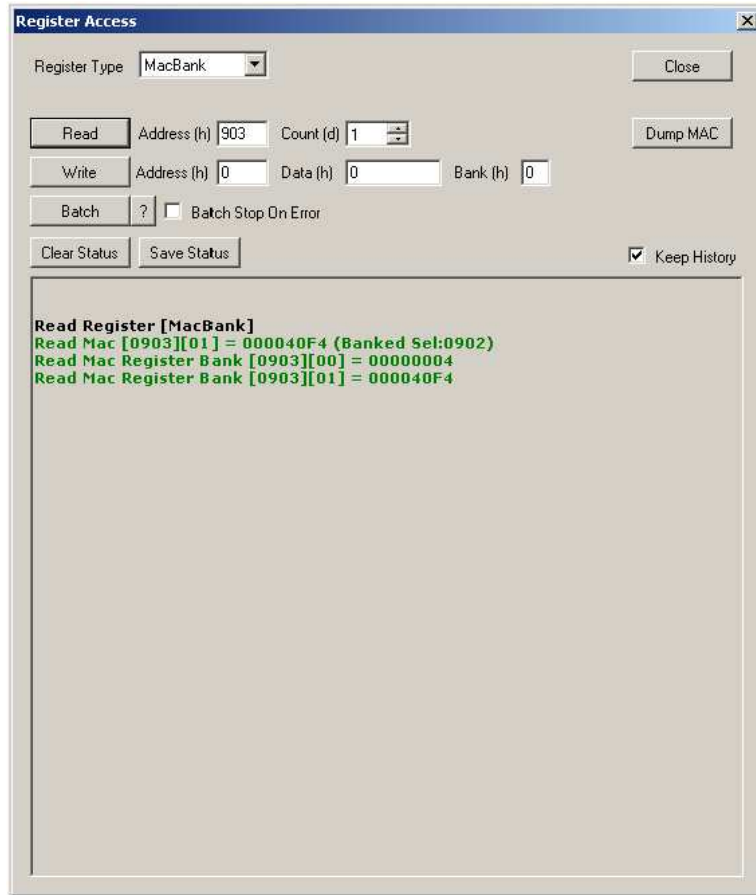 Register Access
Register Type MacBank Close
Read Address (h) 903 Count (d) 1 Dump MAC
Write Address (h) 0 Data (h) 0 Bank (h) 0
Batch ? Batch Stop On Error
Clear Status Save Status Keep History
Read Register [MacBank]
Read Mac [0903][01] = 000040F4 (Banked Sel:0902)
Read Mac Register Bank [0903][00] = 00000004
Read Mac Register Bank [0903][01] = 000040F4